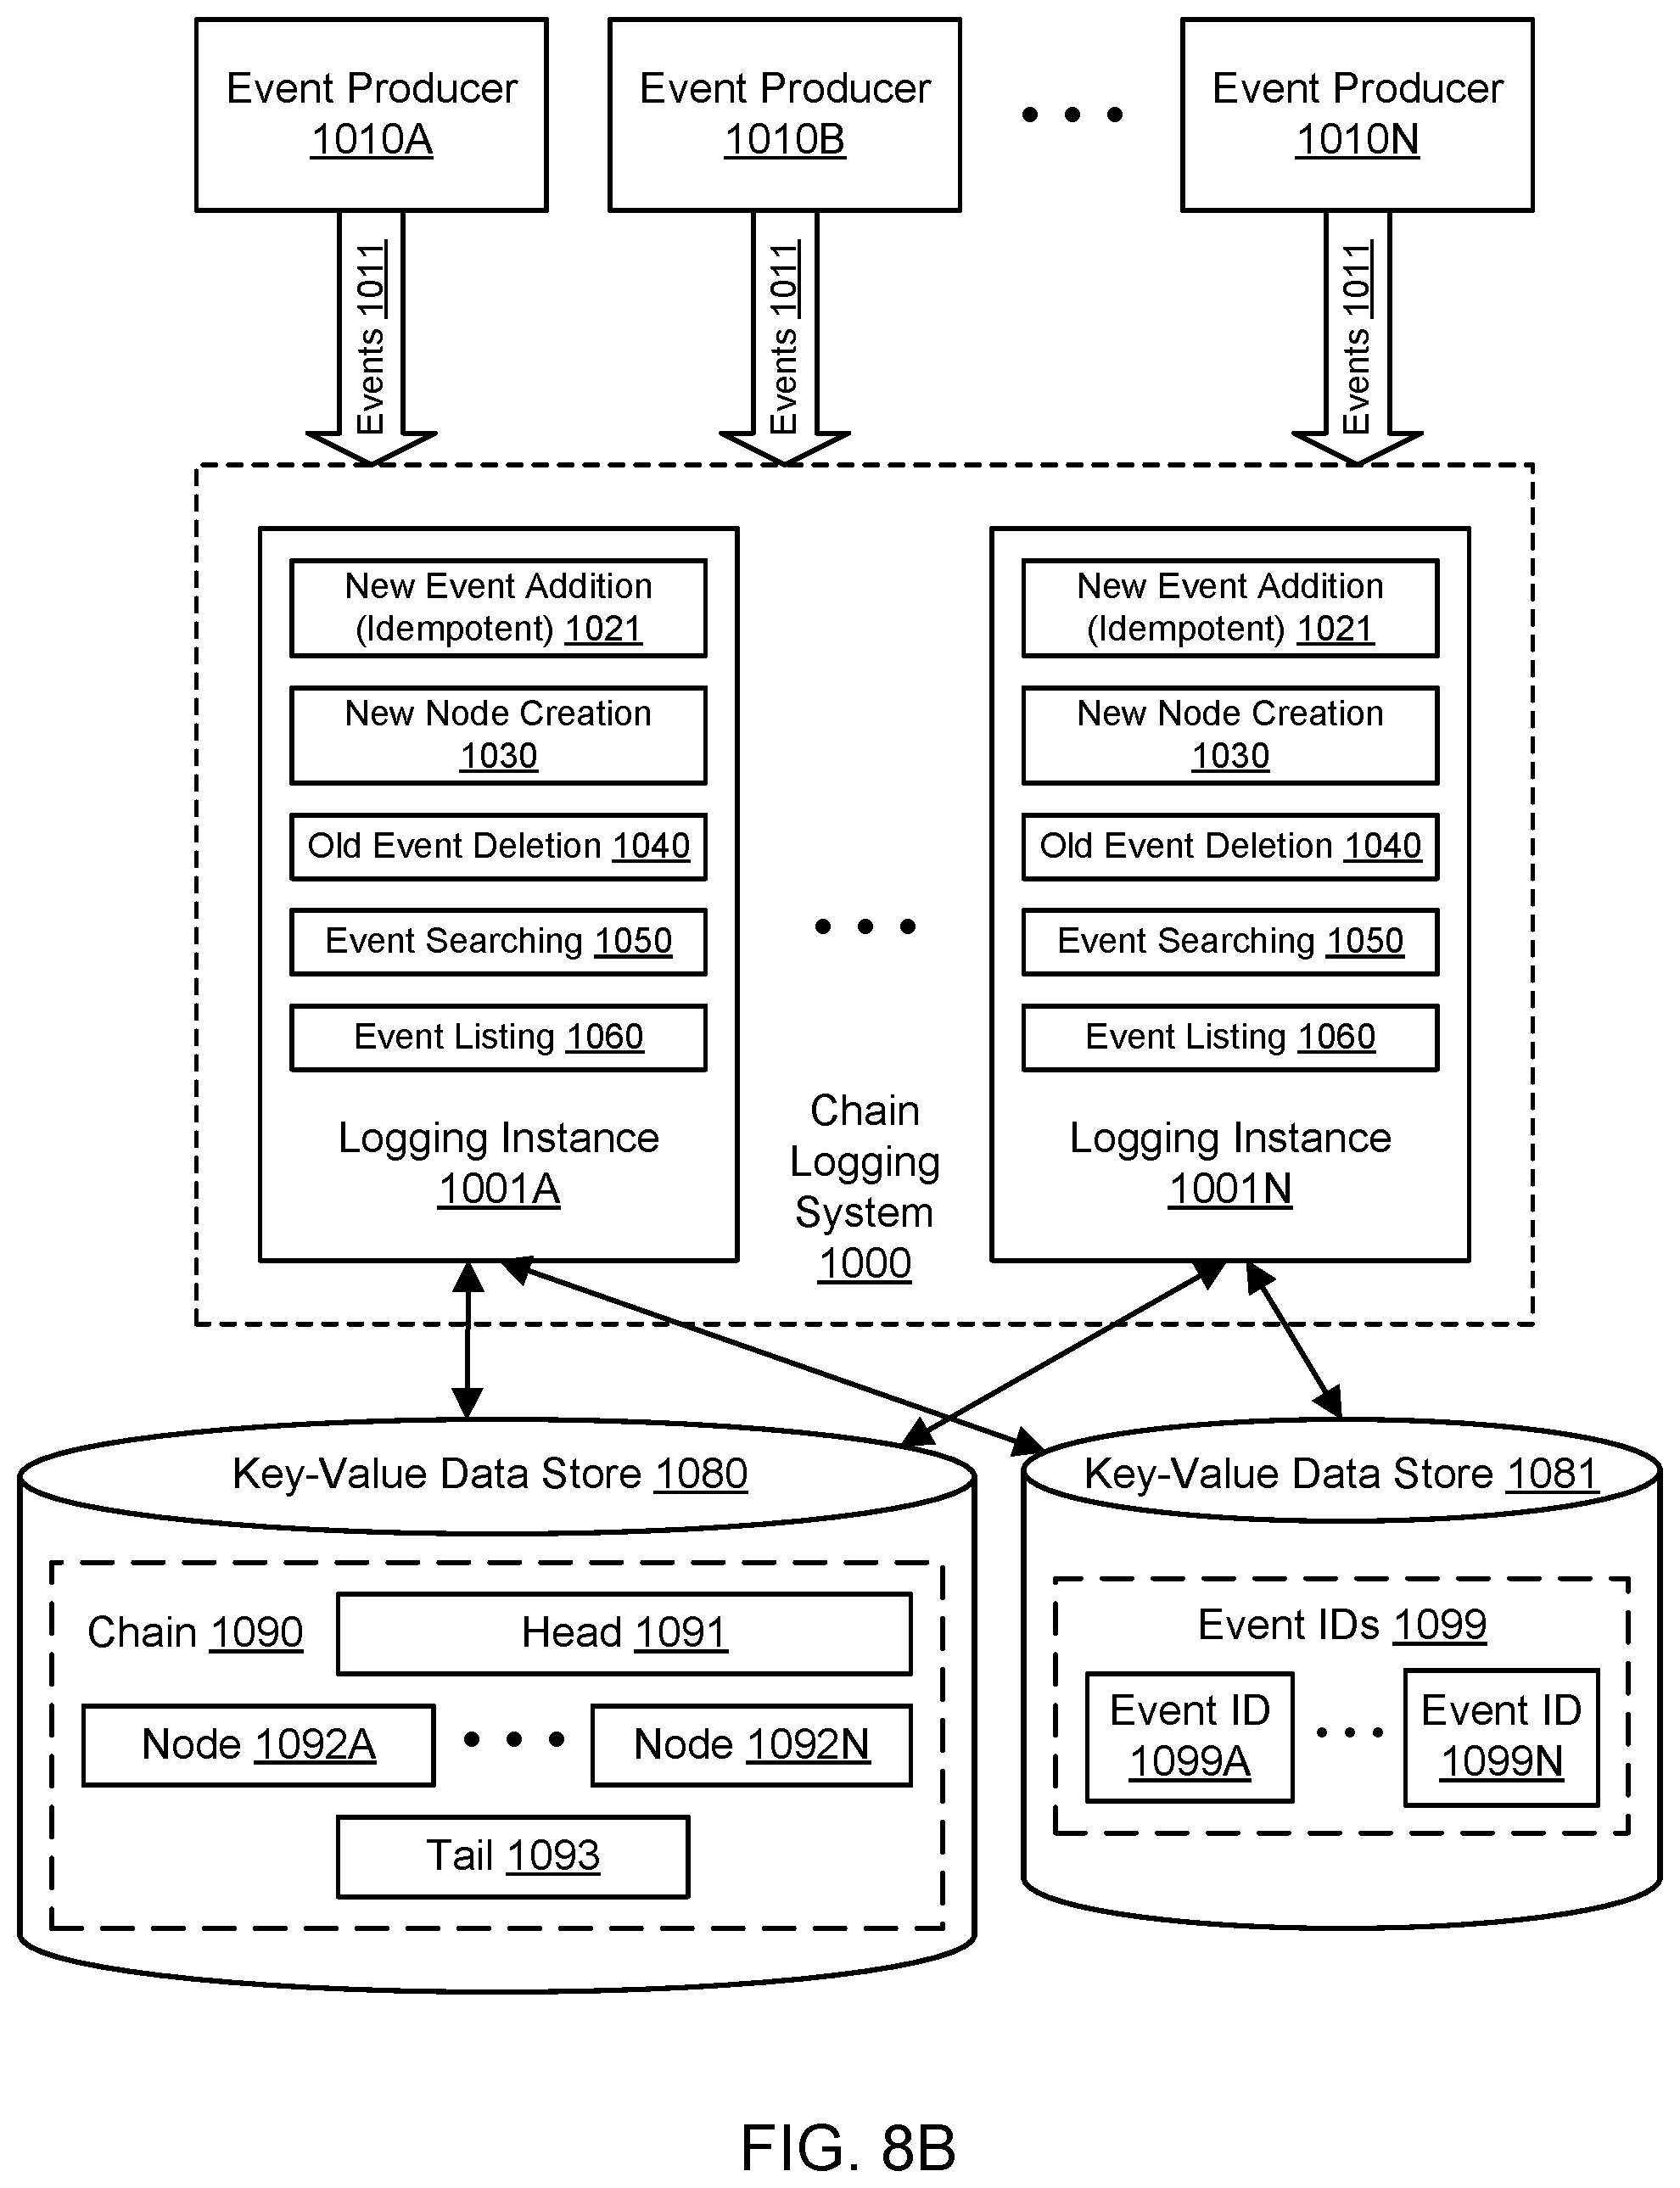 Event Producer
1010A
Event Producer
1010B
Event Producer
1010N
Events 1011
Events 1011
Events 1011
New Event Addition
(Idempotent) 1021
New Node Creation
1030
Old Event Deletion 1040
Event Searching 1050
Event Listing 1060
Logging Instance
1001A
Chain
Logging
System
1000
New Event Addition
(Idempotent) 1021
New Node Creation
1030
Old Event Deletion 1040
Event Searching 1050
Event Listing 1060
Logging Instance
1001N
Key-Value Data Store 1080
Chain 1090
Head 1091
Node 1092A
Node 1092N
Tail 1093
Key-Value Data Store 1081
Event IDs 1099
Event ID
1099A
Event ID
1099N
FIG. 8B